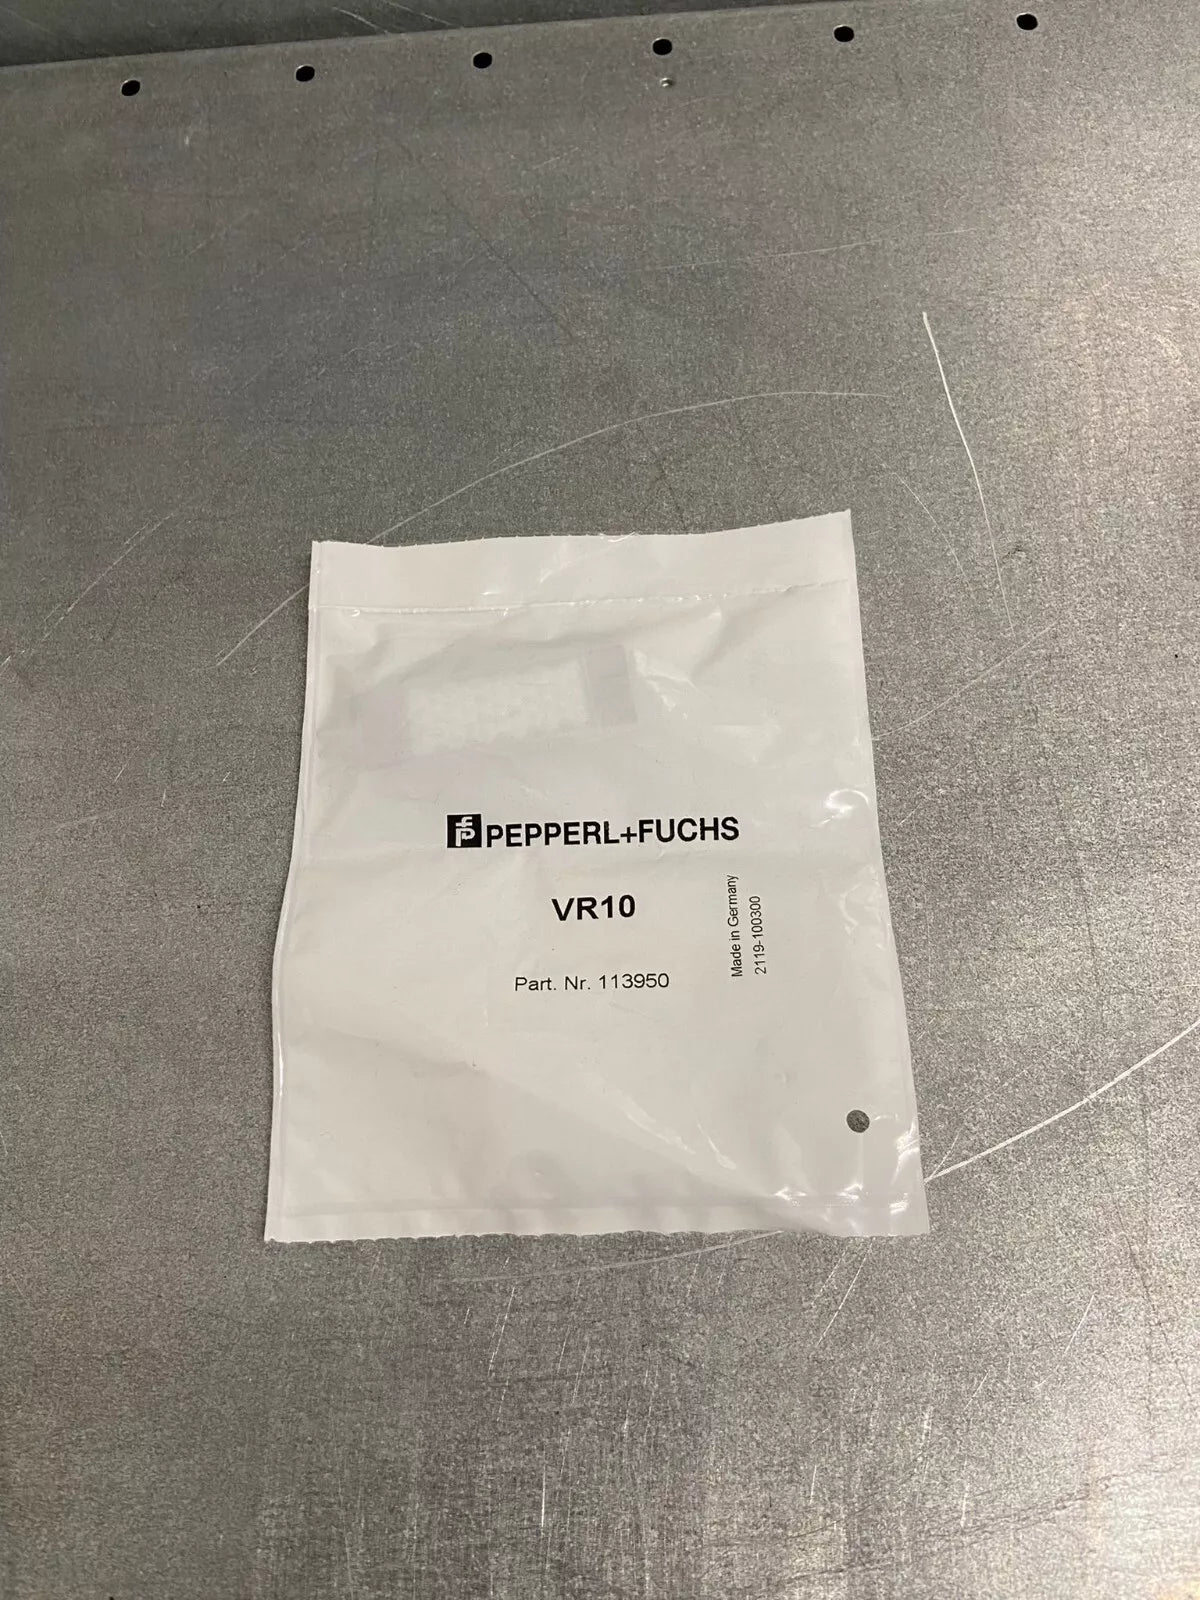 PEPPERL+FUCHS
VR10
Part. Nr. 113950
Made in Germany
2119-100300